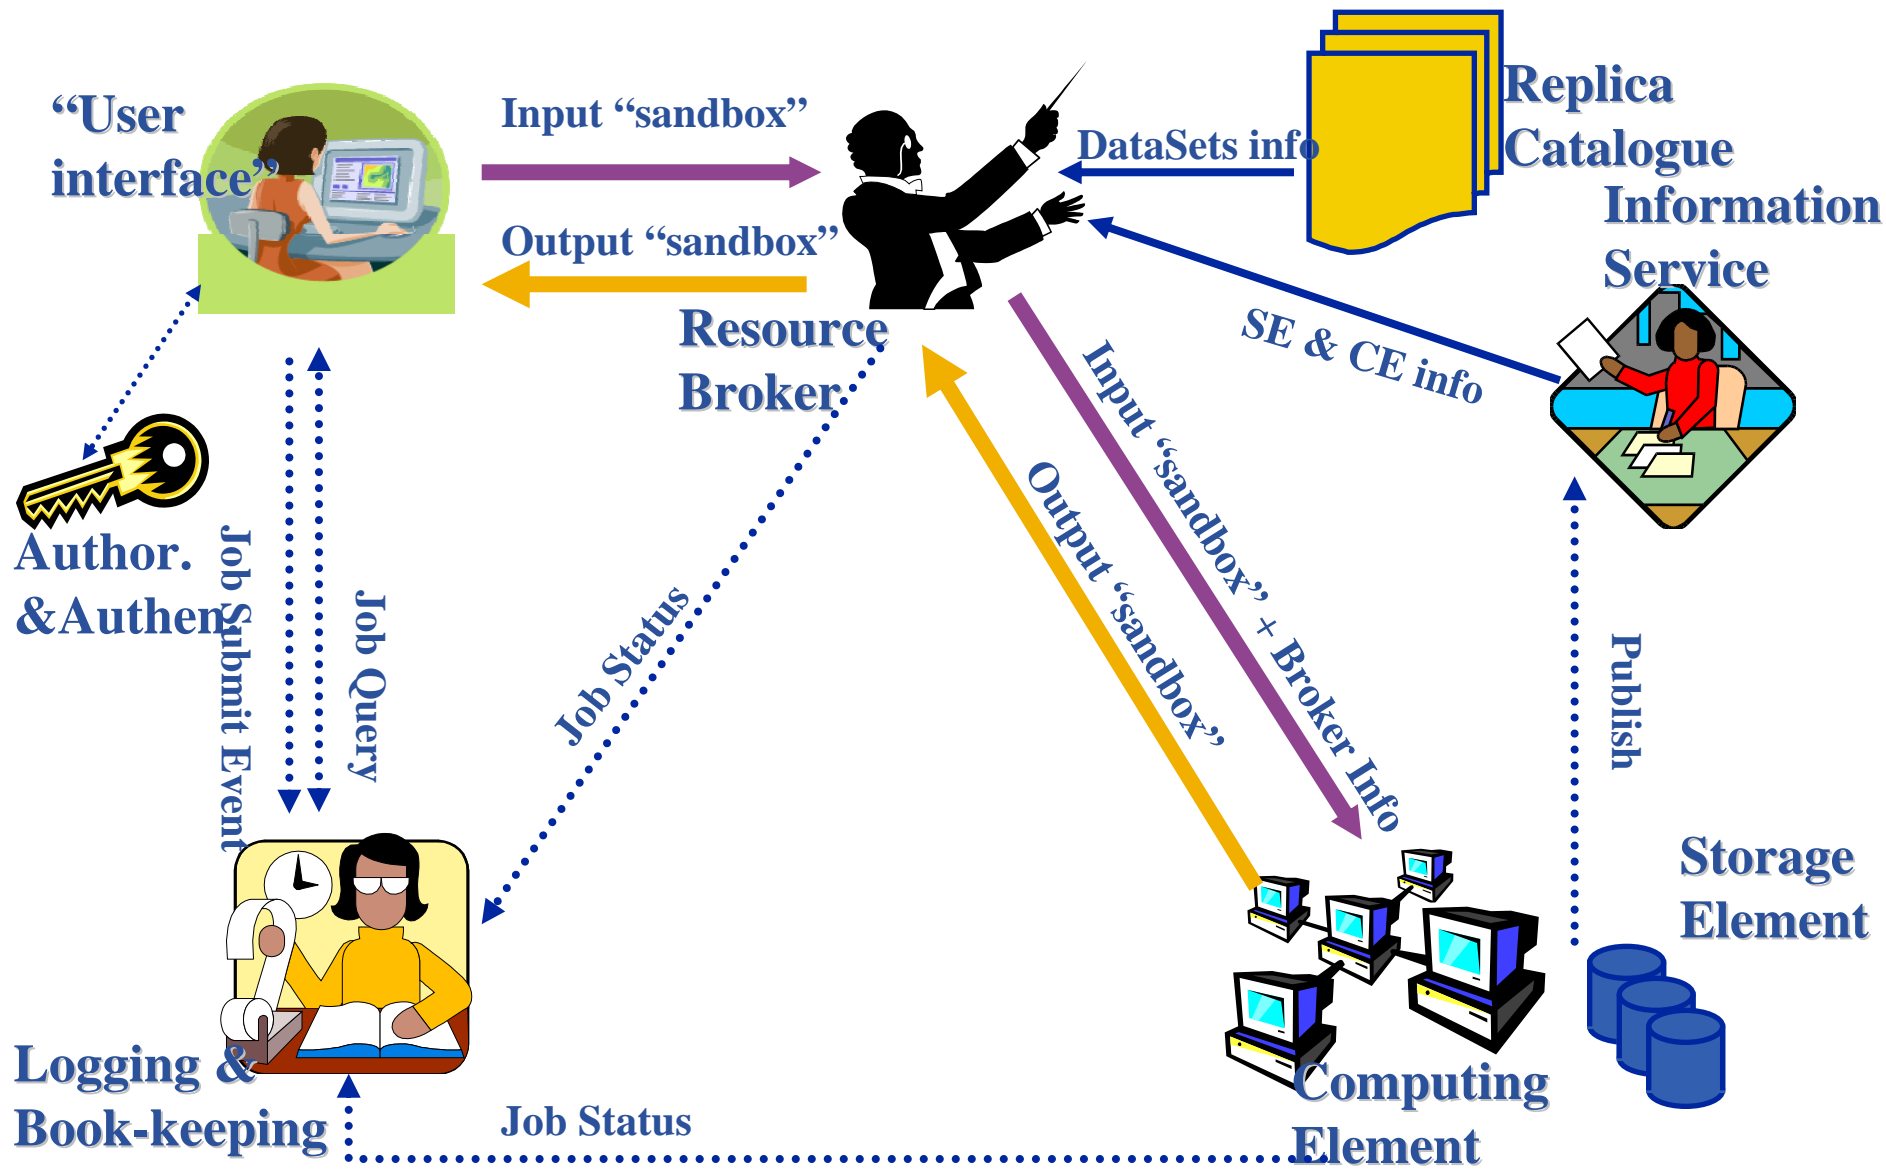 “User
interface”
Input “sandbox”
Output “sandbox”
DataSets info
Replica
Catalogue
Information
Service
SE & CE info
Resource
Broker
Author.
&Authen.
Job Submit Event
Job Query
Job Status
Output “sandbox”
Input “sandbox” + Broker Info
Publish
Storage
Element
Logging &
Book-keeping
Job Status
Computing
Element